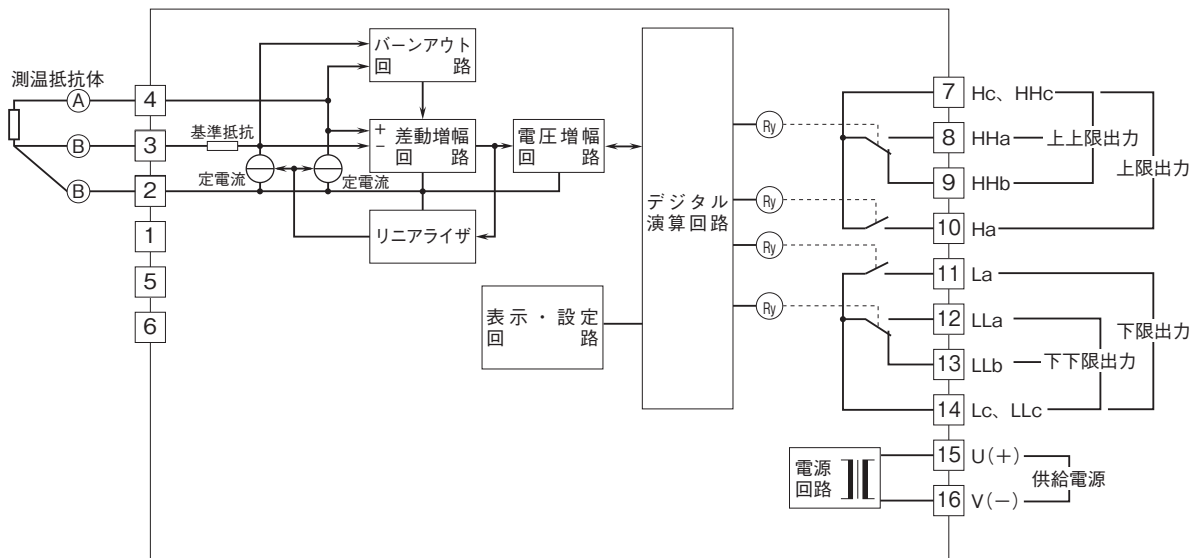 測温抵抗体
A
B
B
4
3
2
1
5
6
基準抵抗
定電流
定電流
バーンアウト
回路
+
−
差動増幅
回路
電圧増幅
回路
リニアライザ
デジタル
演算回路
表示・設定
回路
Ry
Ry
Ry
Ry
7 Hc、HHc
8 HHa
上上限出力
9 HHb
上限出力
10 Ha
11 La
12 LLa
下限出力
13 LLb
下下限出力
14 Lc、LLc
電源
回路
15 U(+)
供給電源
16 V(−)